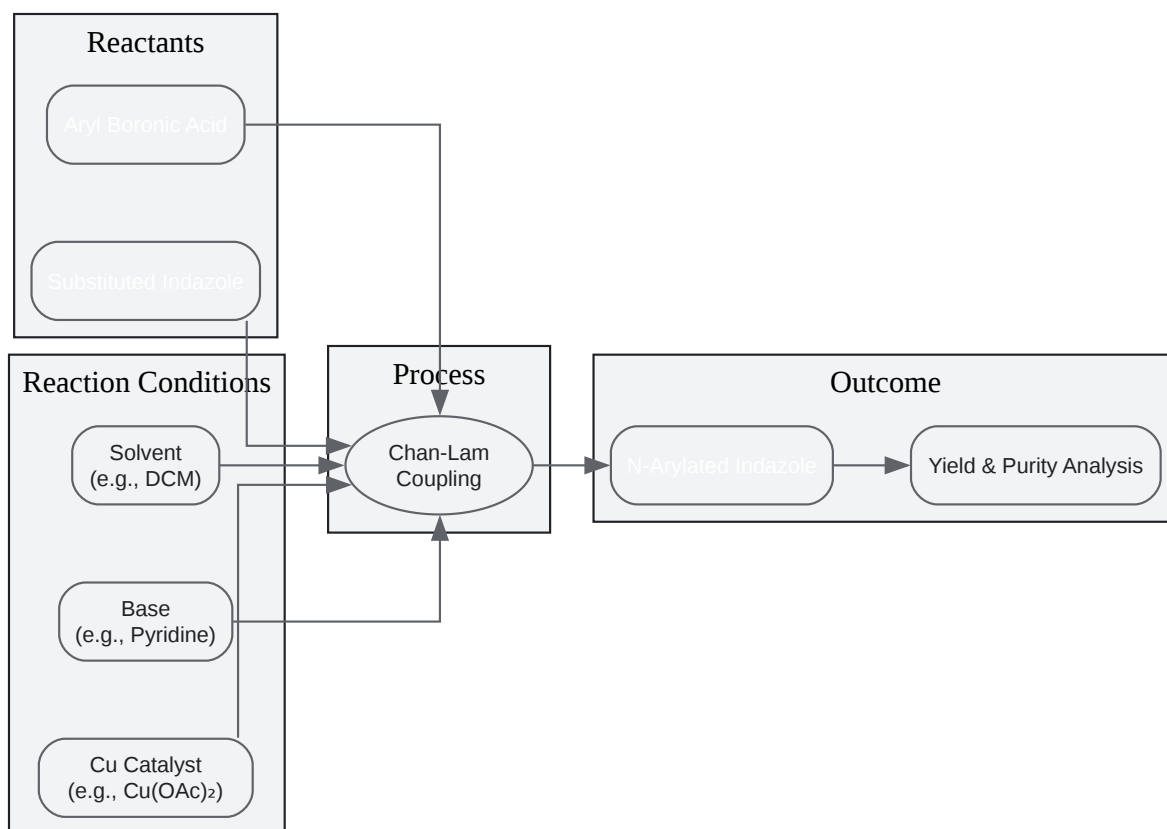 Reactants
Aryl Boronic Acid
Substituted Indazole
Reaction Conditions
Solvent
(e.g., DCM)
Base
(e.g., Pyridine)
Cu Catalyst
(e.g., Cu(OAc)₂)
Process
Chan-Lam
Coupling
Outcome
N-Arylated Indazole
Yield & Purity Analysis